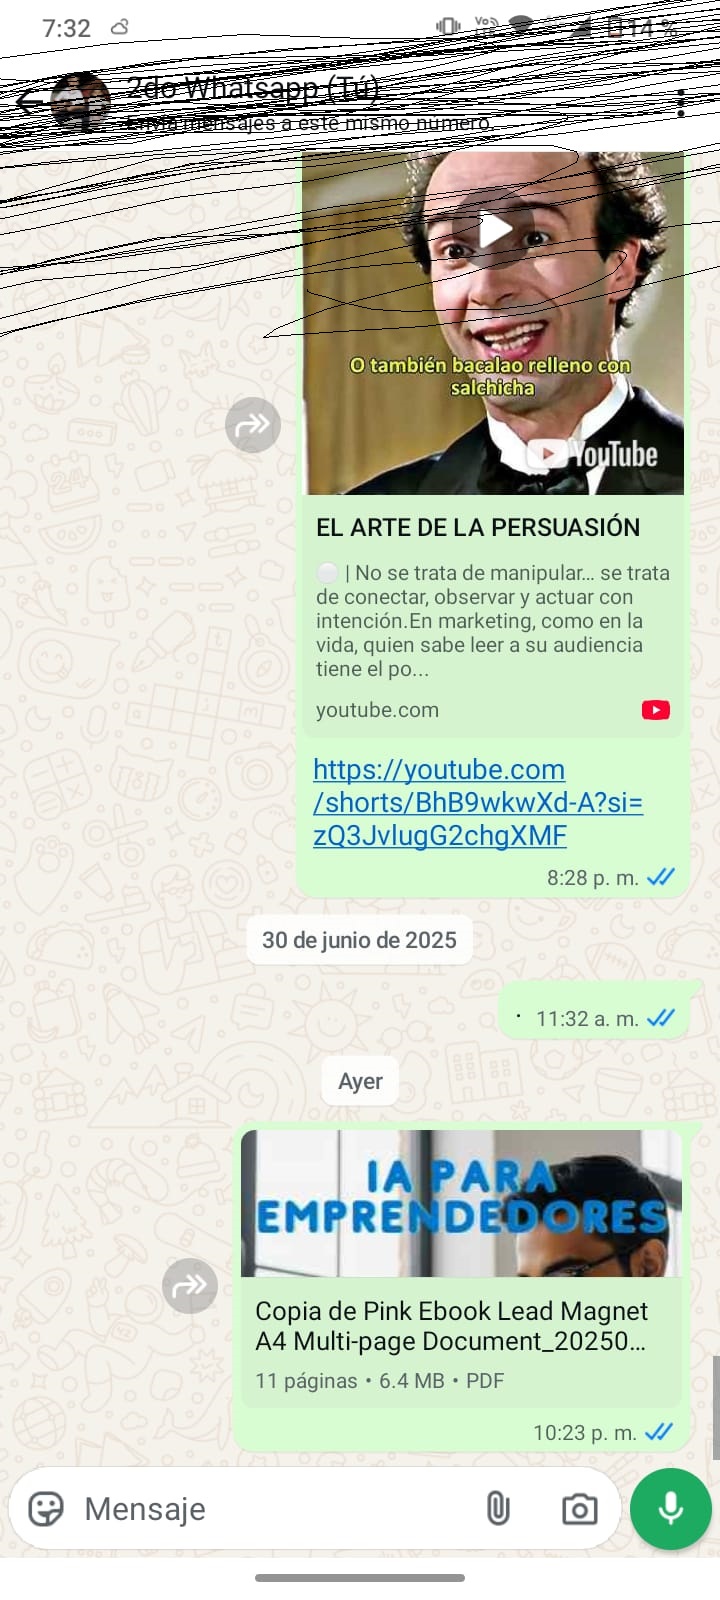 7:32
14 %
2do Whatsapp (Tú)
Envía mensajes a este mismo número.
O también bacalao relleno con
salchicha
YouTube
EL ARTE DE LA PERSUASIÓN
| No se trata de manipular... se trata
de conectar, observar y actuar con
intención.En marketing, como en la
vida, quien sabe leer a su audiencia
tiene el po...
youtube.com
https://youtube.com
/shorts/BhB9wkwXd-A?si=
zQ3JvlugG2chgXMF
8:28 p. m.
30 de junio de 2025
. 11:32 a. m.
Ayer
IA PARA
EMPRENDEDORES
Copia de Pink Ebook Lead Magnet
A4 Multi-page Document_20250...
11 páginas • 6.4 MB • PDF
10:23 p. m.
Mensaje